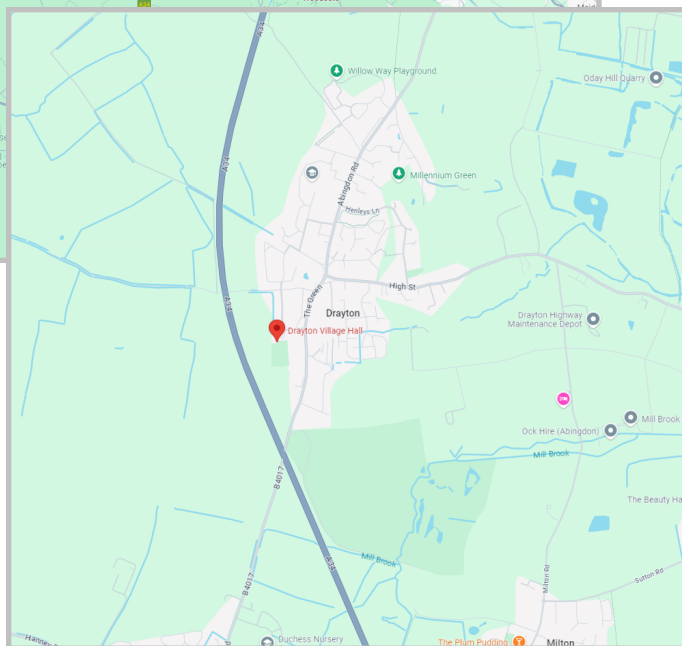 A34
A34
Willow Way Playground
Oday Hill Quarry
A34
Abingdon Rd
Millennium Green
Henleys Ln
High St
A34
The Green
Drayton
Drayton Highway
Maintenance Depot
Drayton Village Hall
Mill Brook
Ock Hire (Abingdon)
Mill Brook
B4017
The Beauty Ha
Mill Brook
A34
B4017
Milton Rd
Sutton Rd
Duchess Nursery
The Plum Pudding
Milton